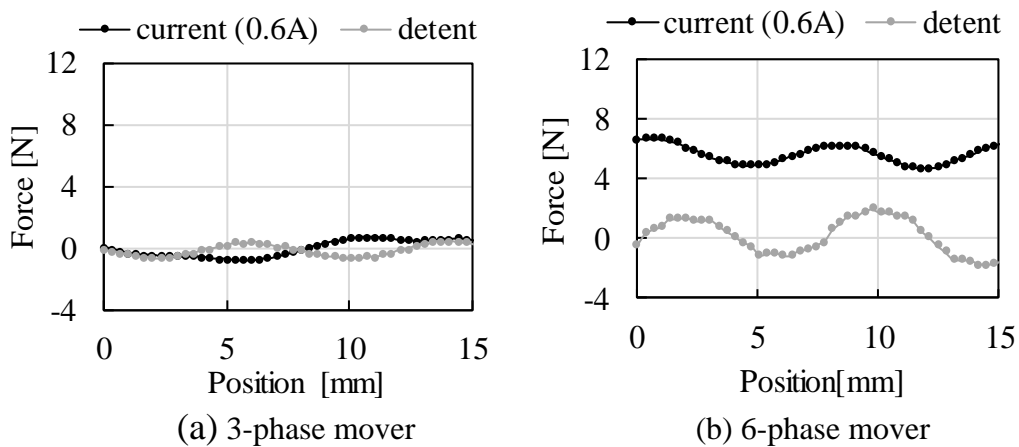 current (0.6A) detent
12
8
4
0
-4
Force [N]
0 5 10 15
Position [mm]
(a) 3-phase mover
current (0.6A) detent
12
8
4
0
-4
Force [N]
0 5 10 15
Position[mm]
(b) 6-phase mover